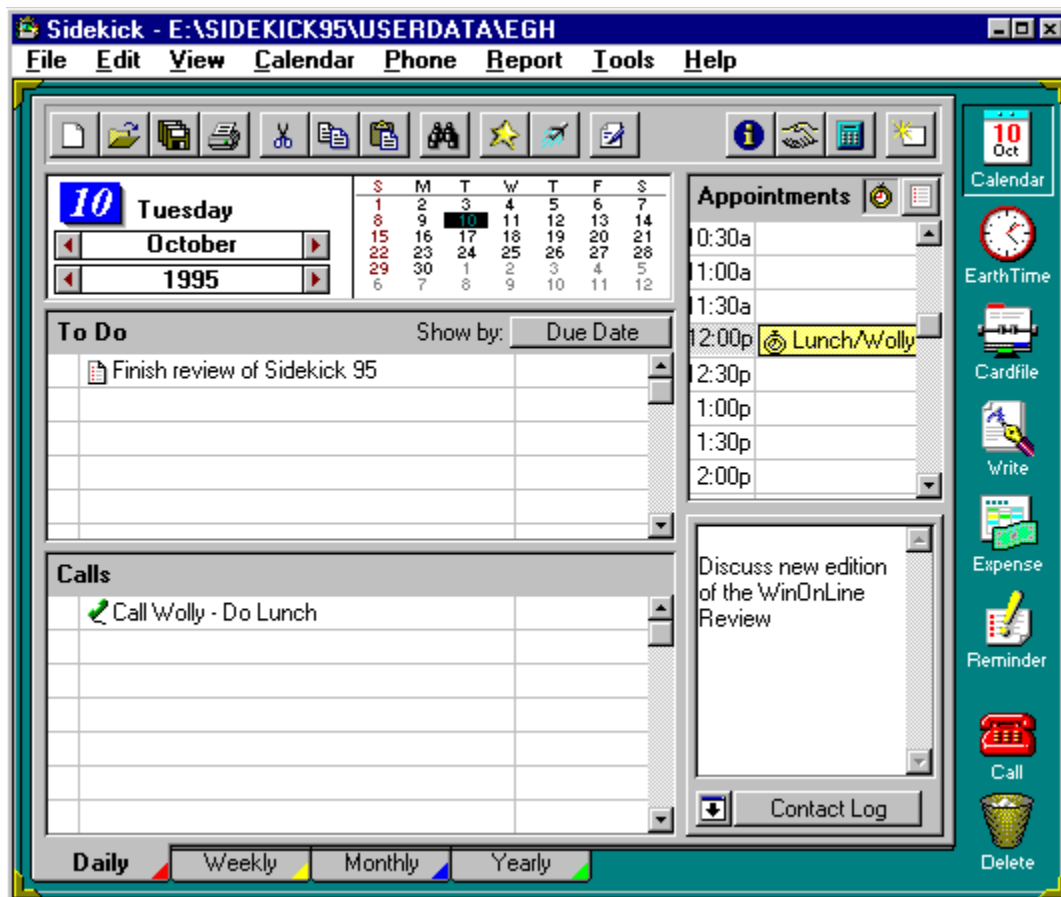 Sidekick - E:\SIDEKICK95\USERDATA\EGH
File Edit View Calendar Phone Report Tools Help
10 Tuesday
October
1995
S M T W T F S
1 2 3 4 5 6 7
8 9 10 11 12 13 14
15 16 17 18 19 20 21
22 23 24 25 26 27 28
29 30 1 2 3 4 5
6 7 8 9 10 11 12
To Do Show by: Due Date
Finish review of Sidekick 95
Calls
Call Wolly - Do Lunch
Appointments
10:30a
11:00a
11:30a
12:00p Lunch/Wolly
12:30p
1:00p
1:30p
2:00p
Discuss new edition
of the WinOnLine
Review
Contact Log
10
Oct
Calendar
EarthTime
Cardfile
Write
Expense
Reminder
Call
Delete
Daily Weekly Monthly Yearly